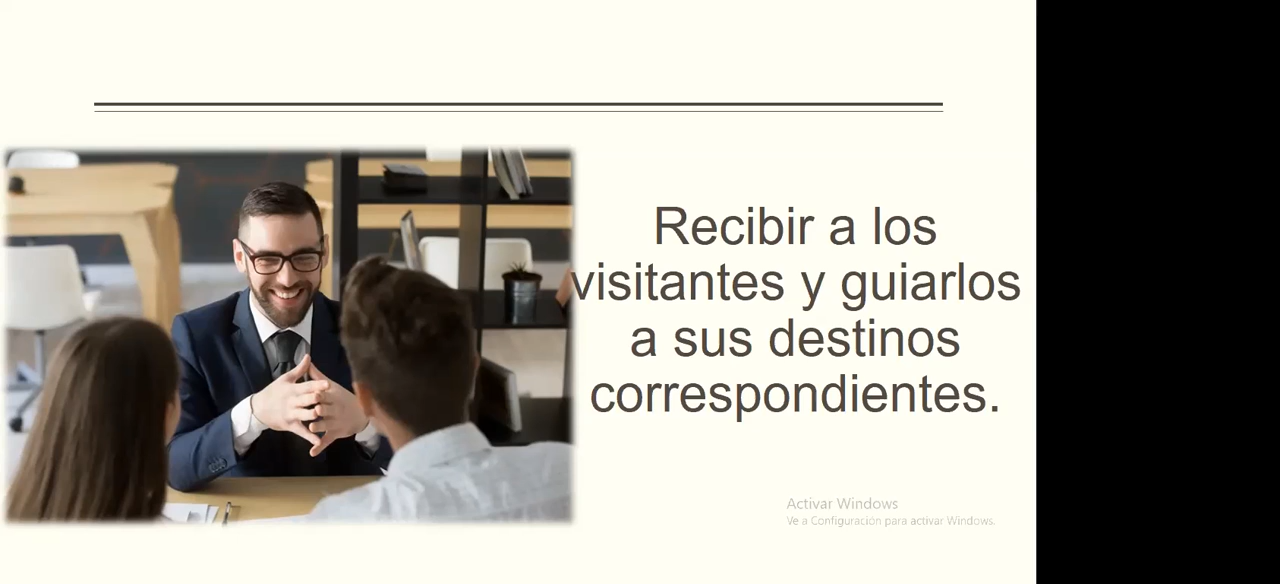 Recibir a los
visitantes y guiarlos
a sus destinos
correspondientes.
Activar Windows
Ve a Configuración para activar Windows.